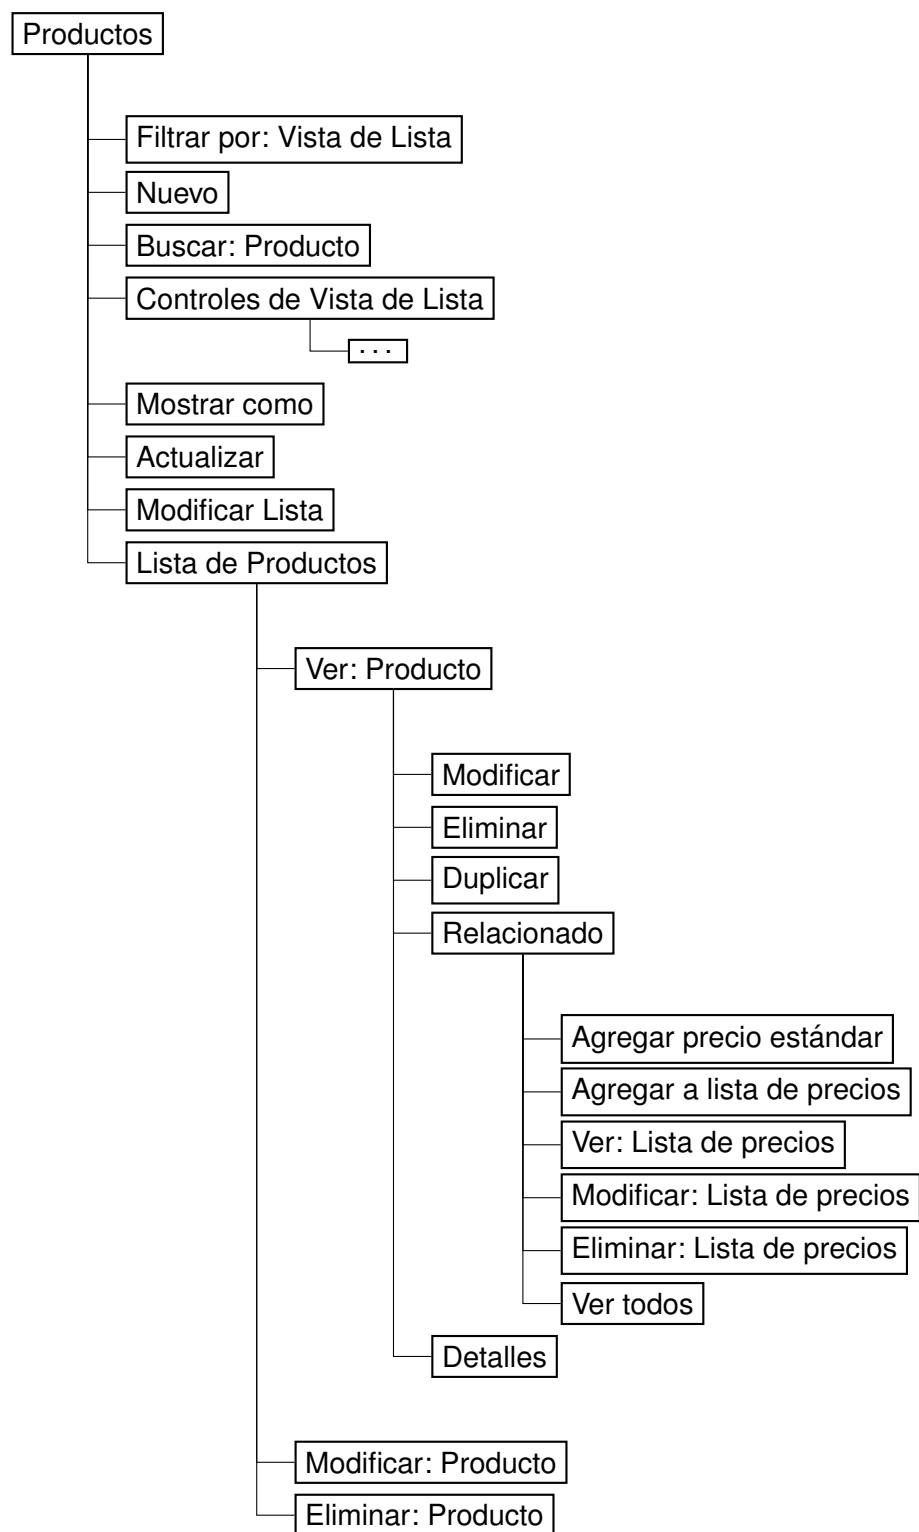 Productos
Filtrar por: Vista de Lista
Nuevo
Buscar: Producto
Controles de Vista de Lista
...
Mostrar como
Actualizar
Modificar Lista
Lista de Productos
Ver: Producto
Modificar
Eliminar
Duplicar
Relacionado
Agregar precio estándar
Agregar a lista de precios
Ver: Lista de precios
Modificar: Lista de precios
Eliminar: Lista de precios
Ver todos
Detalles
Modificar: Producto
Eliminar: Producto